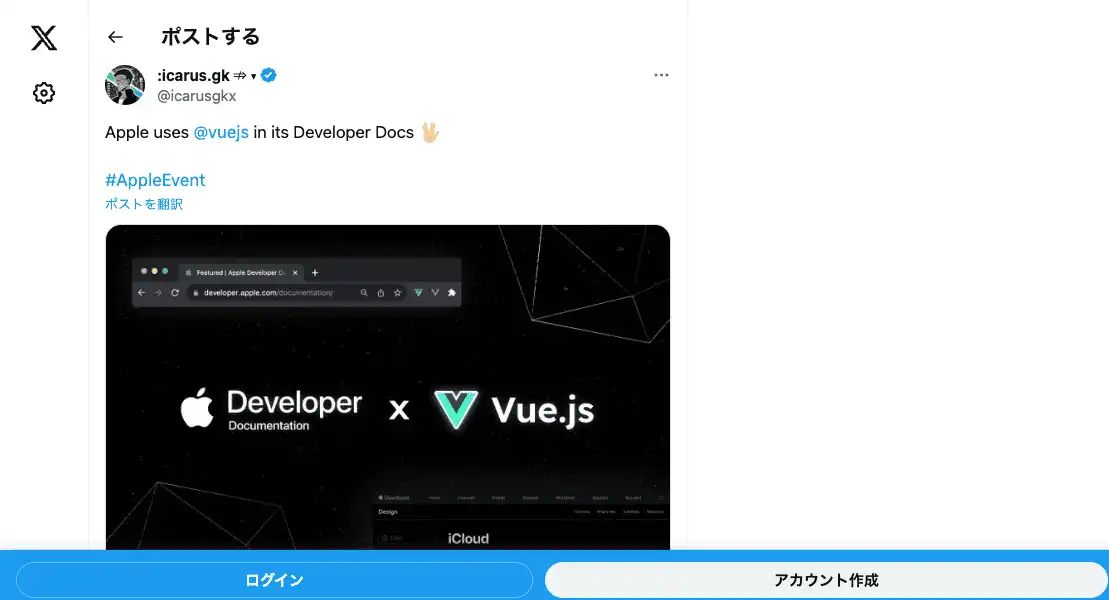 ポストする
:icarus.gk
@icarusgkx
Apple uses @vuejs in its Developer Docs
#AppleEvent
ポストを翻訳
Featured | Apple Developer D
developer.apple.com/documentation/
Developer
Documentation
x
Vue.js
Design
iCloud
ログイン
アカウント作成